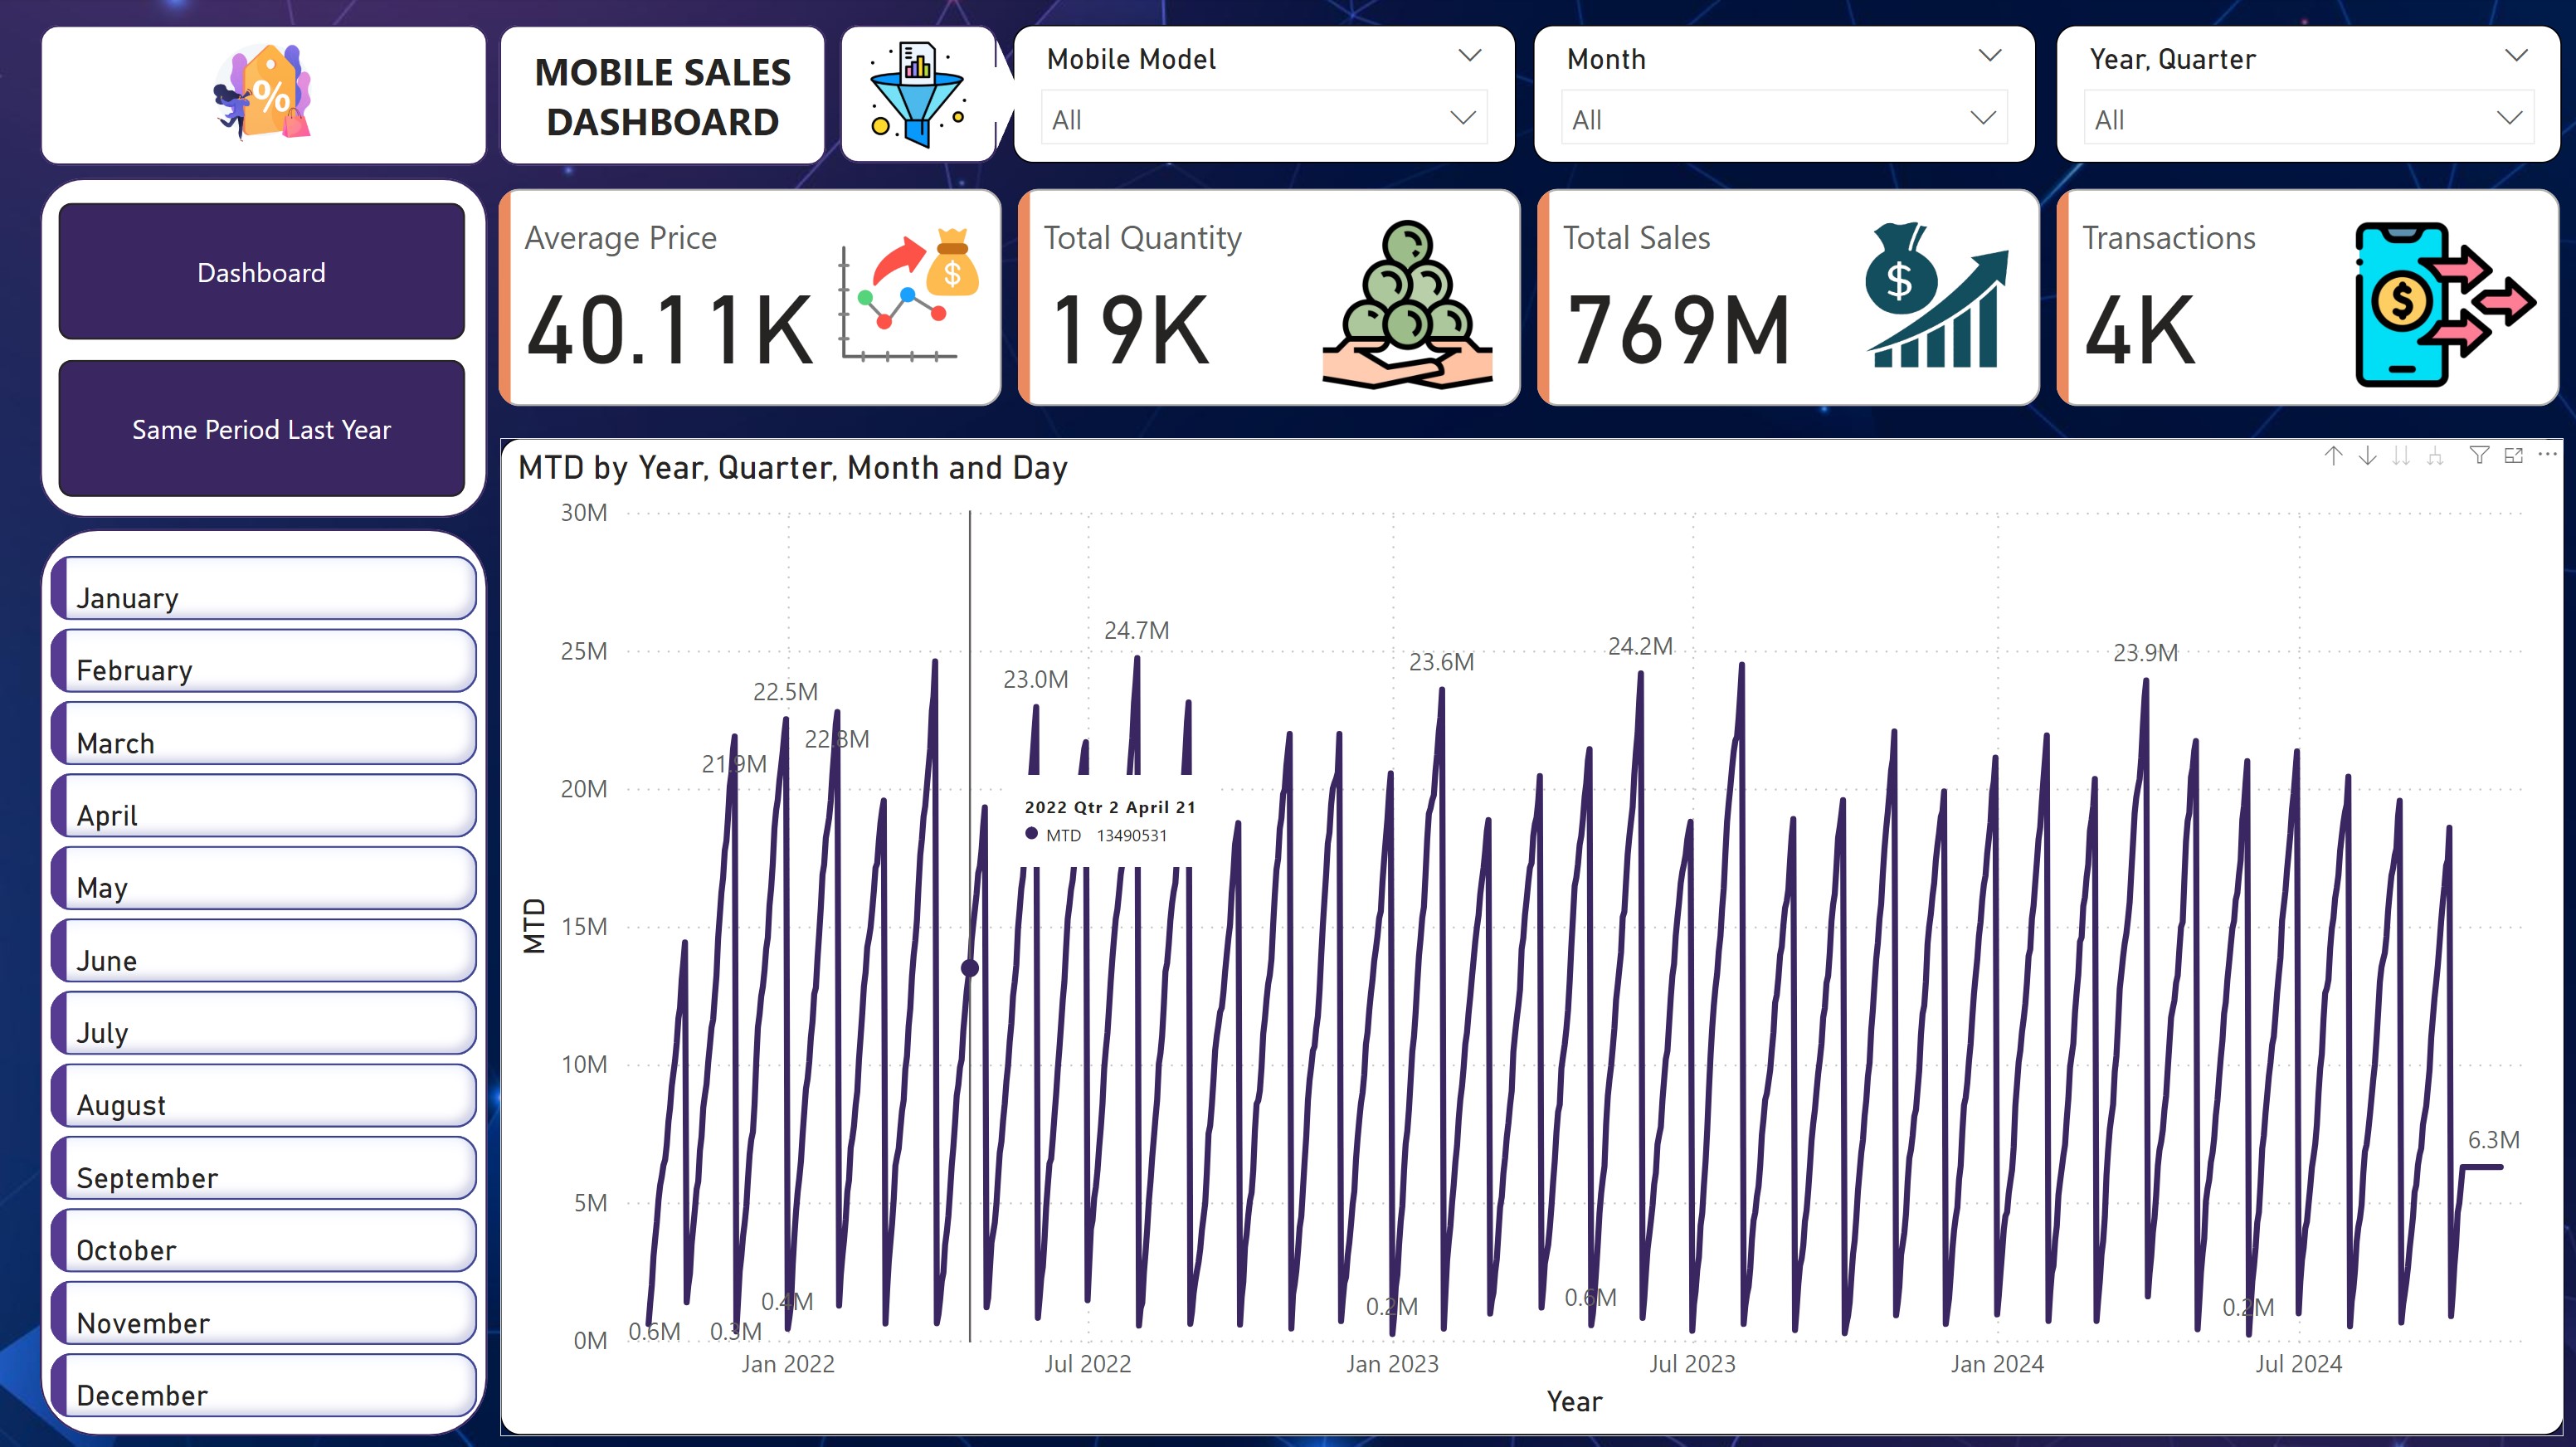 %
MOBILE SALES
DASHBOARD
Mobile Model
All
Month
All
Year, Quarter
All
Dashboard
Same Period Last Year
Average Price
40.11K
$
Total Quantity
19K
Total Sales
769M
$
Transactions
4K
$
January
February
March
April
May
June
July
August
September
October
November
December
MTD by Year, Quarter, Month and Day
30M
25M
20M
15M
10M
5M
0M
MTD
24.7M
24.2M
23.9M
23.6M
23.0M
22.5M
22.8M
21.9M
2022 Qtr 2 April 21
MTD 13490531
6.3M
0.6M
0.3M
0.4M
0.2M
0.6M
0.2M
Jan 2022
Jul 2022
Jan 2023
Jul 2023
Jan 2024
Jul 2024
Year